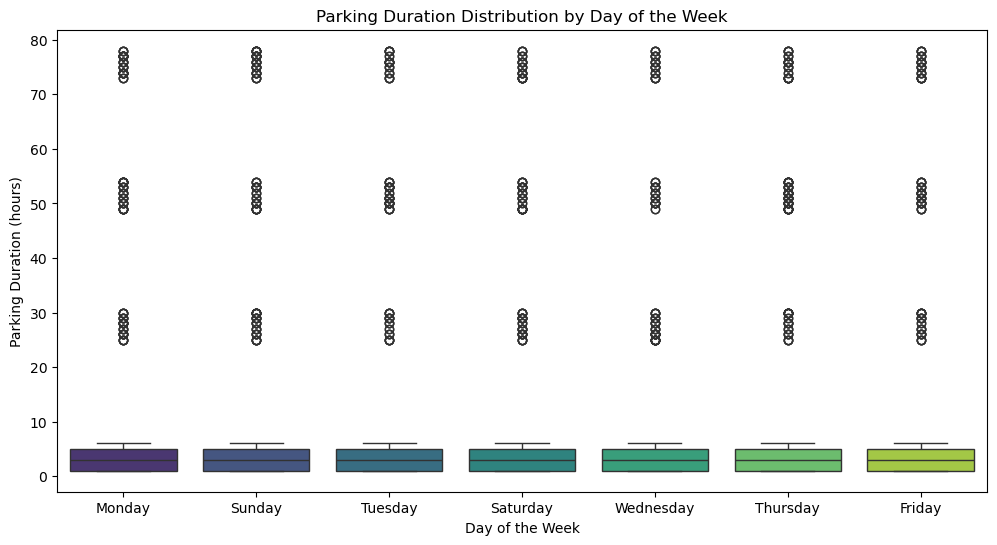 Parking Duration Distribution by Day of the Week
Parking Duration (hours)
80
70
60
50
40
30
20
10
0
Monday Sunday Tuesday Saturday Wednesday Thursday Friday
Day of the Week